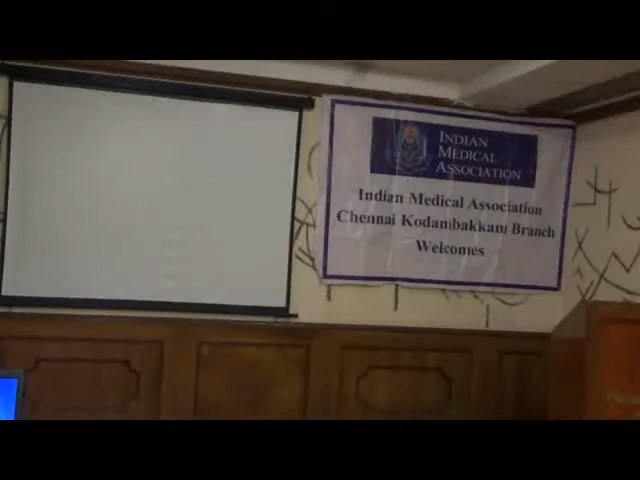 INDIAN
MEDICAL
ASSOCIATION
Indian Medical Association
Chennai Kodambakkam Branch
Welcomes